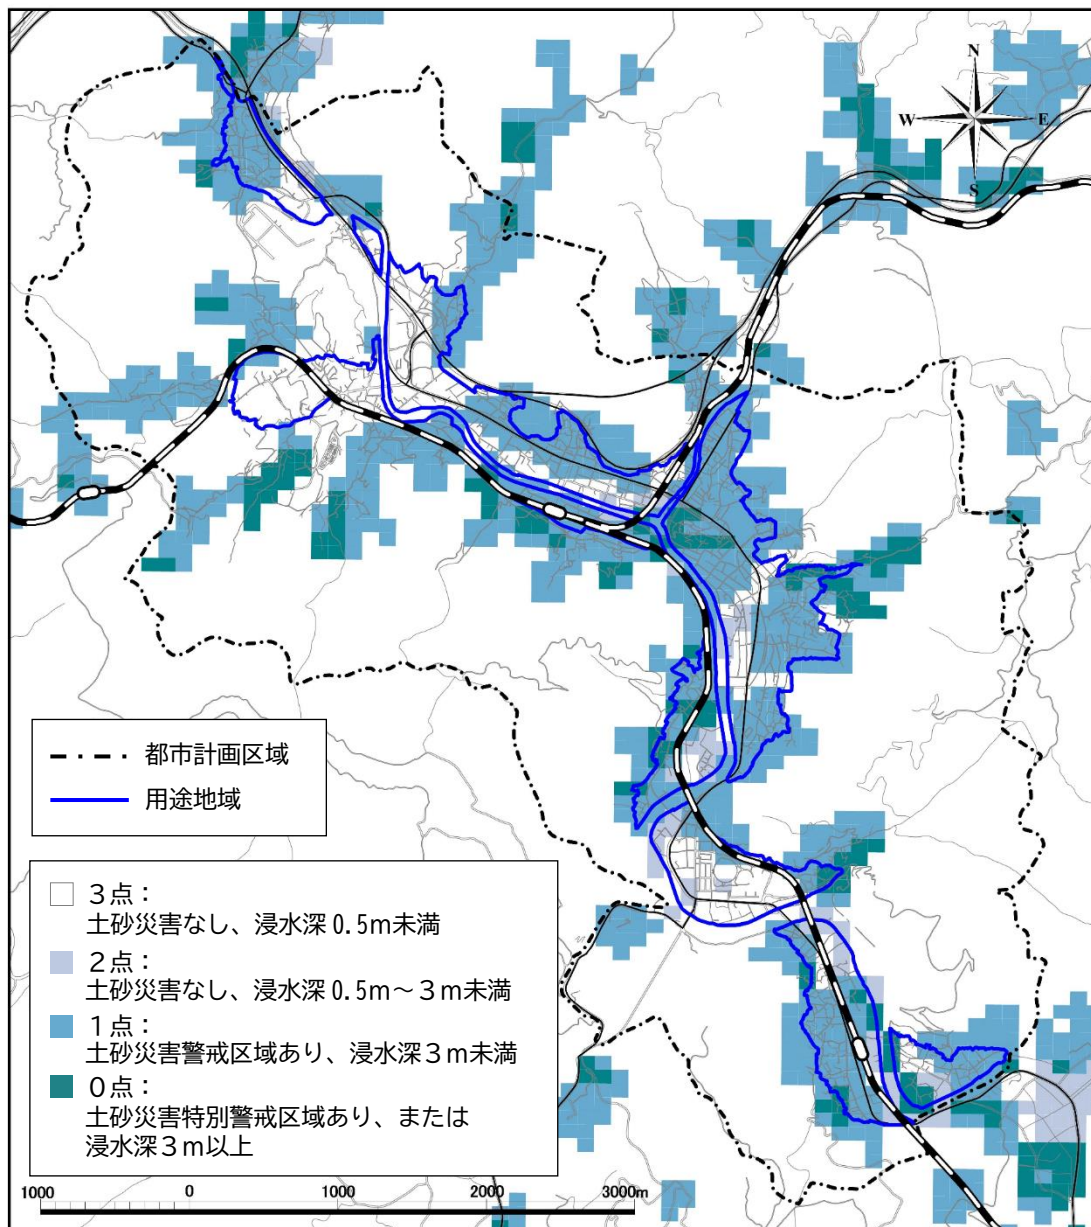 N
W
E
S
都市計画区域
用途地域
３点：
土砂災害なし、浸水深0.5m未満
２点：
土砂災害なし、浸水深0.5m～３m未満
１点：
土砂災害警戒区域あり、浸水深３m未満
０点：
土砂災害特別警戒区域あり、または
浸水深３m以上
1000 0 1000 2000 3000m